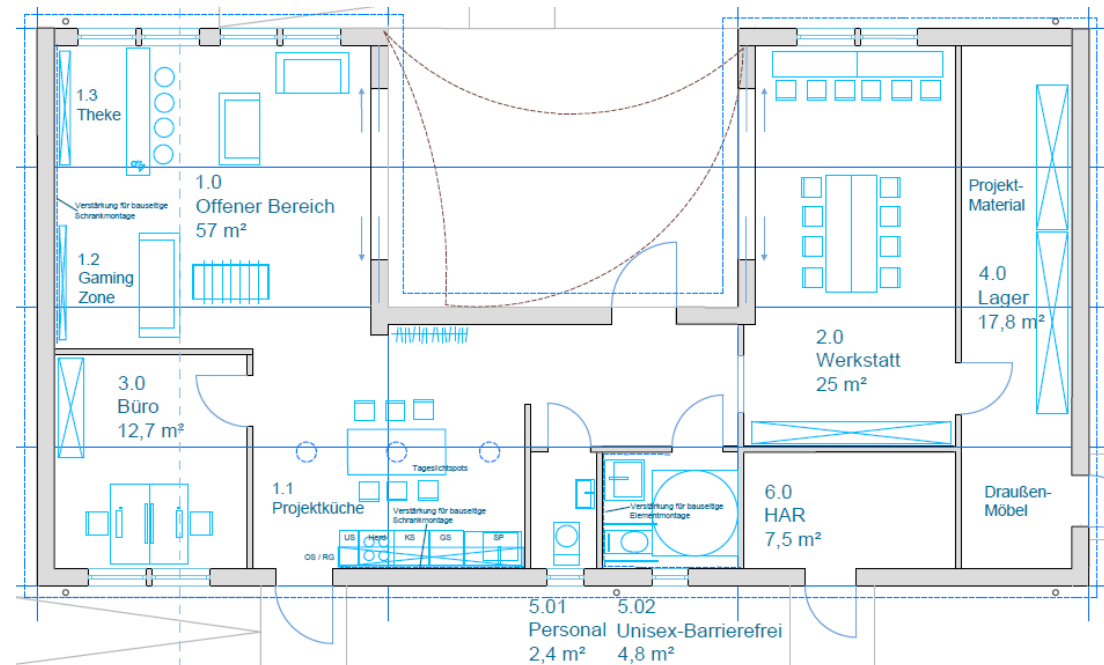 1.3
Theke
1.0
Offener Bereich
57 m²
Verstärkung für bauseitige
Schrankmontage
1.2
Gaming
Zone
Projekt-
Material
4.0
Lager
17,8 m²
2.0
Werkstatt
25 m²
3.0
Büro
12,7 m²
Tageslichtspots
1.1
Projektküche
Verstärkung für bauseitige
Schrankmontage
US Herd KS GS SP
OS / RG
Verstärkung für bauseitige
Elementmontage
6.0
HAR
7,5 m²
Draußen-
Möbel
5.01
Personal
2,4 m²
5.02
Unisex-Barrierefrei
4,8 m²